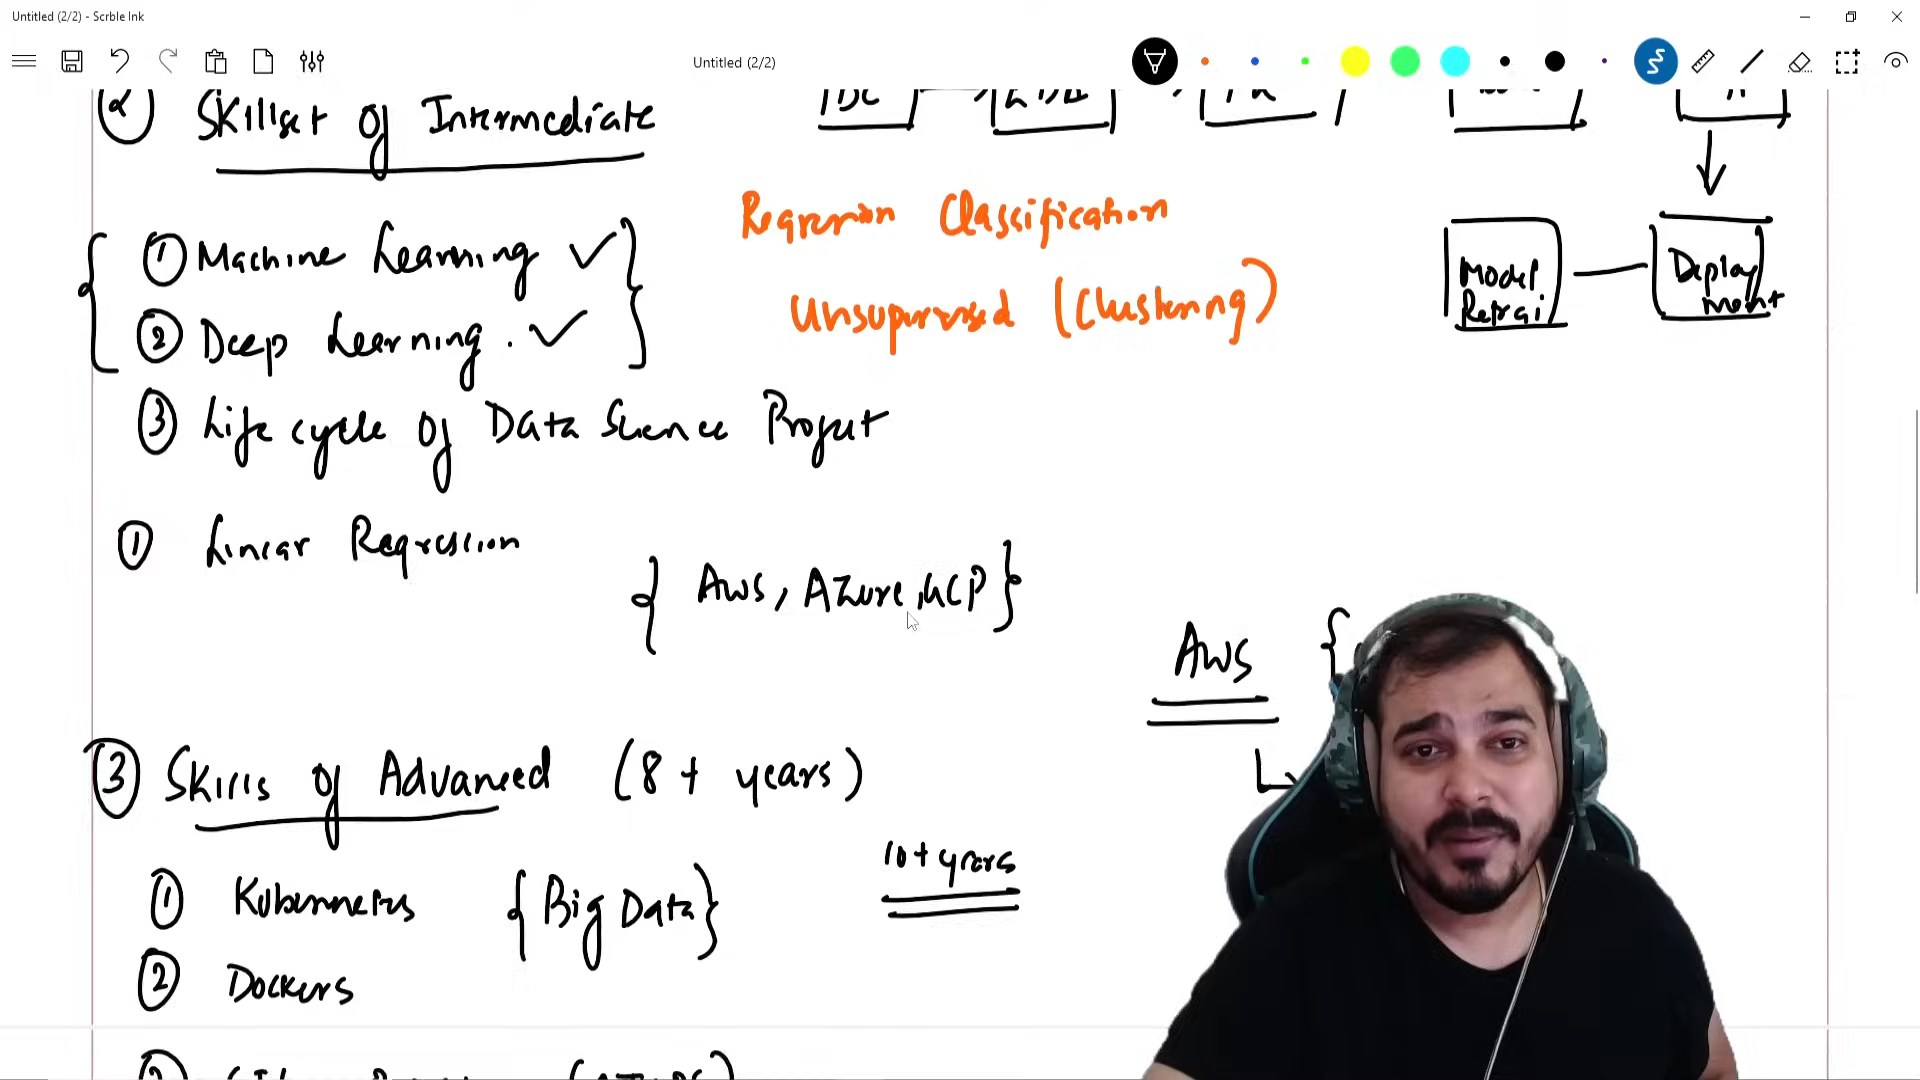 Untitled (2/2) - Scrble Ink
Untitled (2/2)
② Skillset of Intermediate
Regression Classification
Unsupervised (Clustering)
{ ① Machine Learning ✓ }
② Deep Learning . ✓
③ Life cycle of Data Science Project
Model Retrai
Deployment
① Linear Regression
{ Aws, Azure, GCP }
Aws {
③ Skills of Advanced (8+ years)
10+ years
① Kubernetes { Big Data }
② Dockers